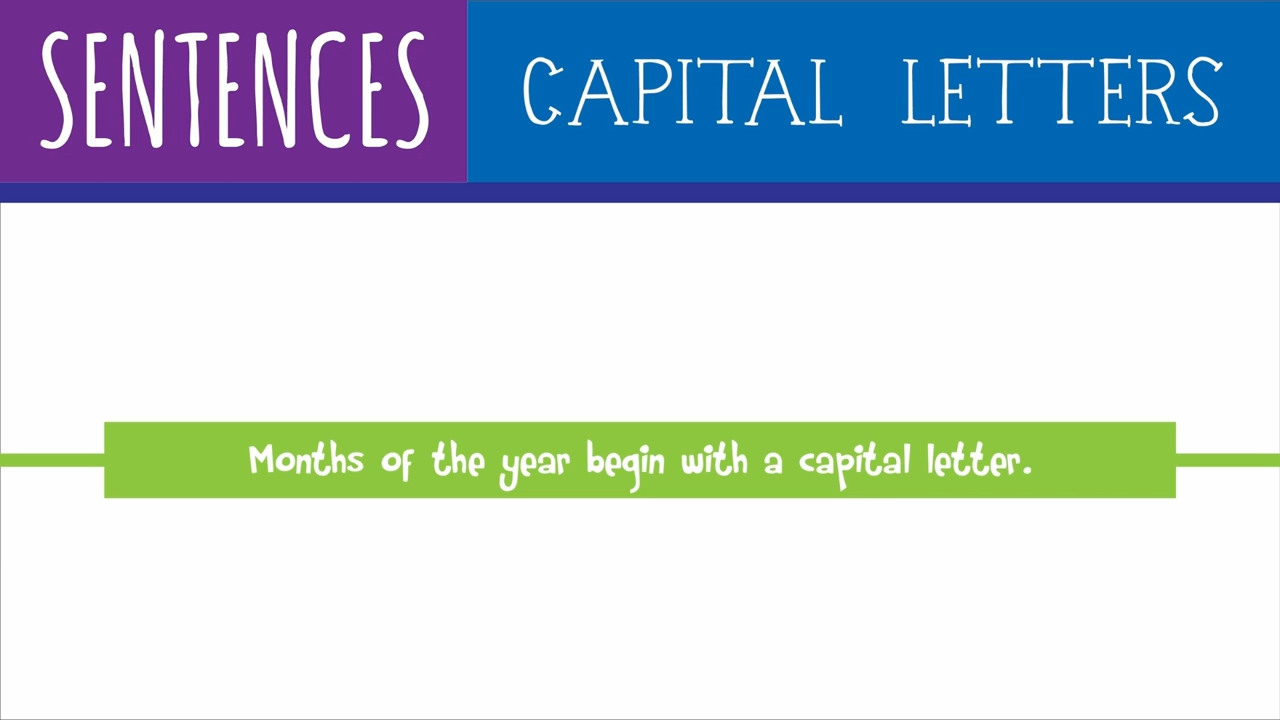 SENTENCES CAPITAL LETTERS
Months of the year begin with a capital letter.